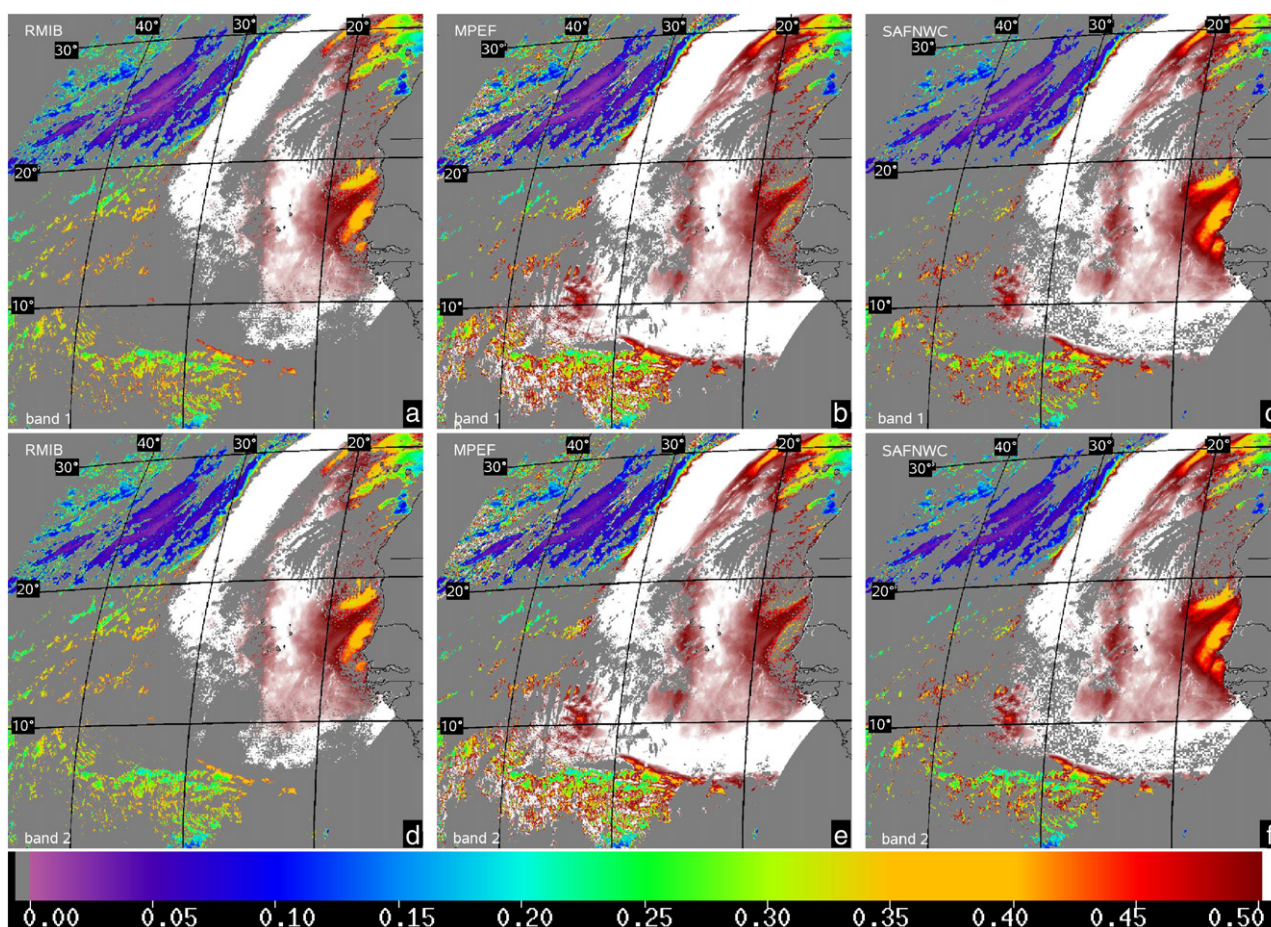 RMIB 40° 30° 20° MPEF 40° 30° 20° SAFNWC 40° 30° 20°
30° 30° 30°
20° 20° 20°
10° 10° 10°
band 1 a band 1 b band 1 c
RMIB 40° 30° 20° MPEF 40° 30° 20° SAFNWC 40° 30° 20°
30° 30° 30°
20° 20° 20°
10° 10° 10°
band 2 d band 2 e band 2 f
0.00 0.05 0.10 0.15 0.20 0.25 0.30 0.35 0.40 0.45 0.50